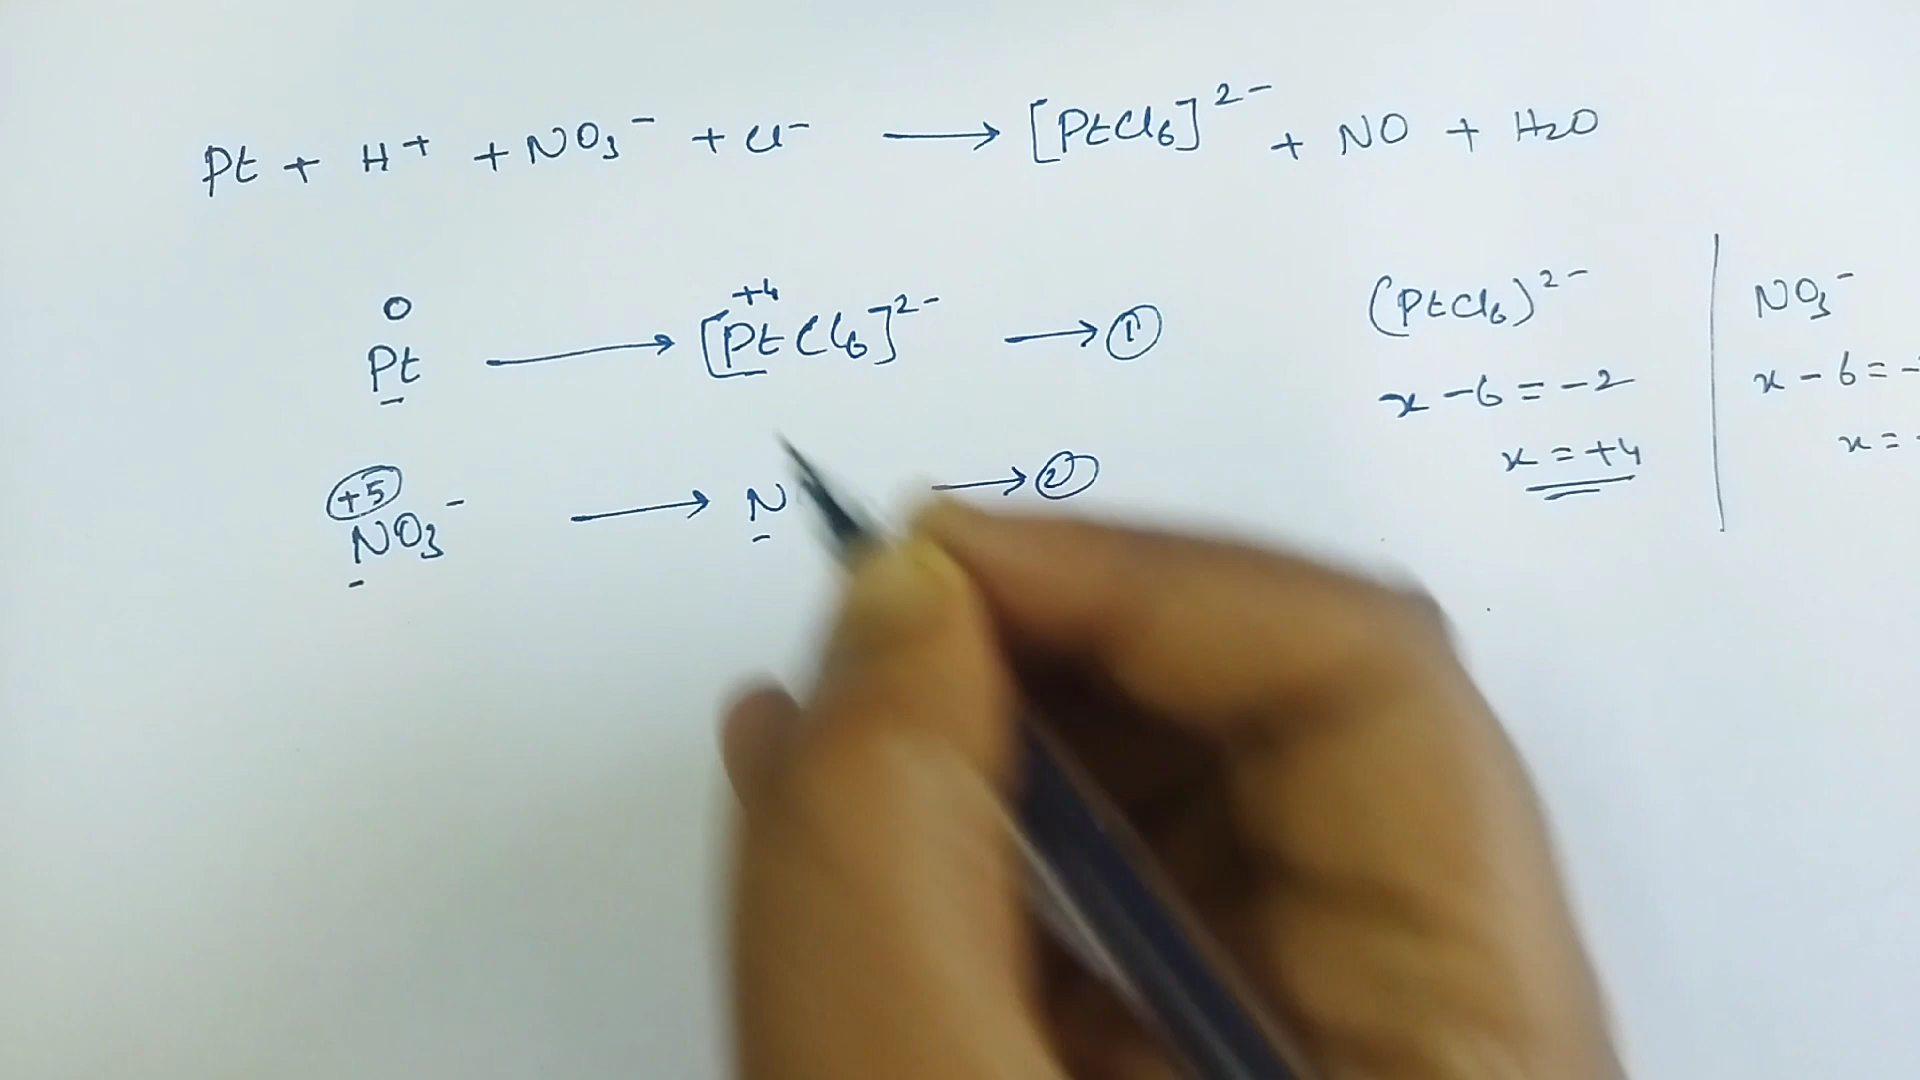 Pt + H⁺ + NO₃⁻ + Cl⁻ ⟶ [PtCl₆]²⁻ + NO + H₂O
0 +4
Pt ⟶ [PtCl₆]²⁻ ⟶ ①
+5
NO₃⁻ ⟶ N ⟶ ②
(PtCl₆)²⁻
x - 6 = -2
x = +4
NO₃⁻
x - 6 = -
x =